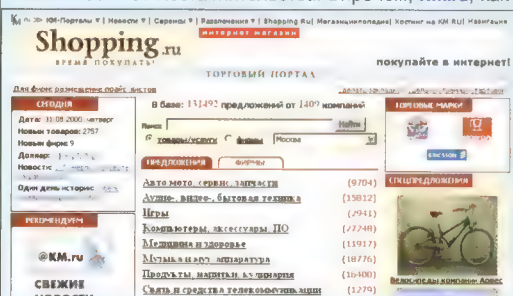 КМ-Порталы | Новости | Сервисы | Развлечения | Shopping.Ru| Мегаэнциклопедия| Хостинг на KM.RU| Навигация
интернет магазин
Shopping.ru
ВРЕМЯ ПОКУПАТЬ!
ТОРГОВЫЙ ПОРТАЛ
покупайте в интернет!
Для фирм: размещение прайс листов
СЕГОДНЯ
Дата: 11.08.2000, четверг
Новых товаров: 2757
Новых фирм: 9
Доллар:
Новости:
Один день истории:
РЕКОМЕНДУЕМ
@KM.ru
СВЕЖИЕ
НОВОСТИ
В базе: 131492 предложений от 1409 компаний
Поиск: Найти
товары/услуги фирмы Москва
ПРЕДЛОЖЕНИЯ ФИРМЫ
Авто мото, сервис, запчасти (9784)
Аудио-, видео-, бытовая техника (15812)
Игры (2941)
Компьютеры, аксессуары, ПО (27248)
Медицина и здоровье (11917)
Музыка и муз. аппаратура (18776)
Продукты, напитки, кулинария (16400)
Связь и средства телекоммуникации (1279)
ТОРГОВЫЕ МАРКИ
ERICSSON
СПЕЦПРЕДЛОЖЕНИЯ
Велосипеды компании